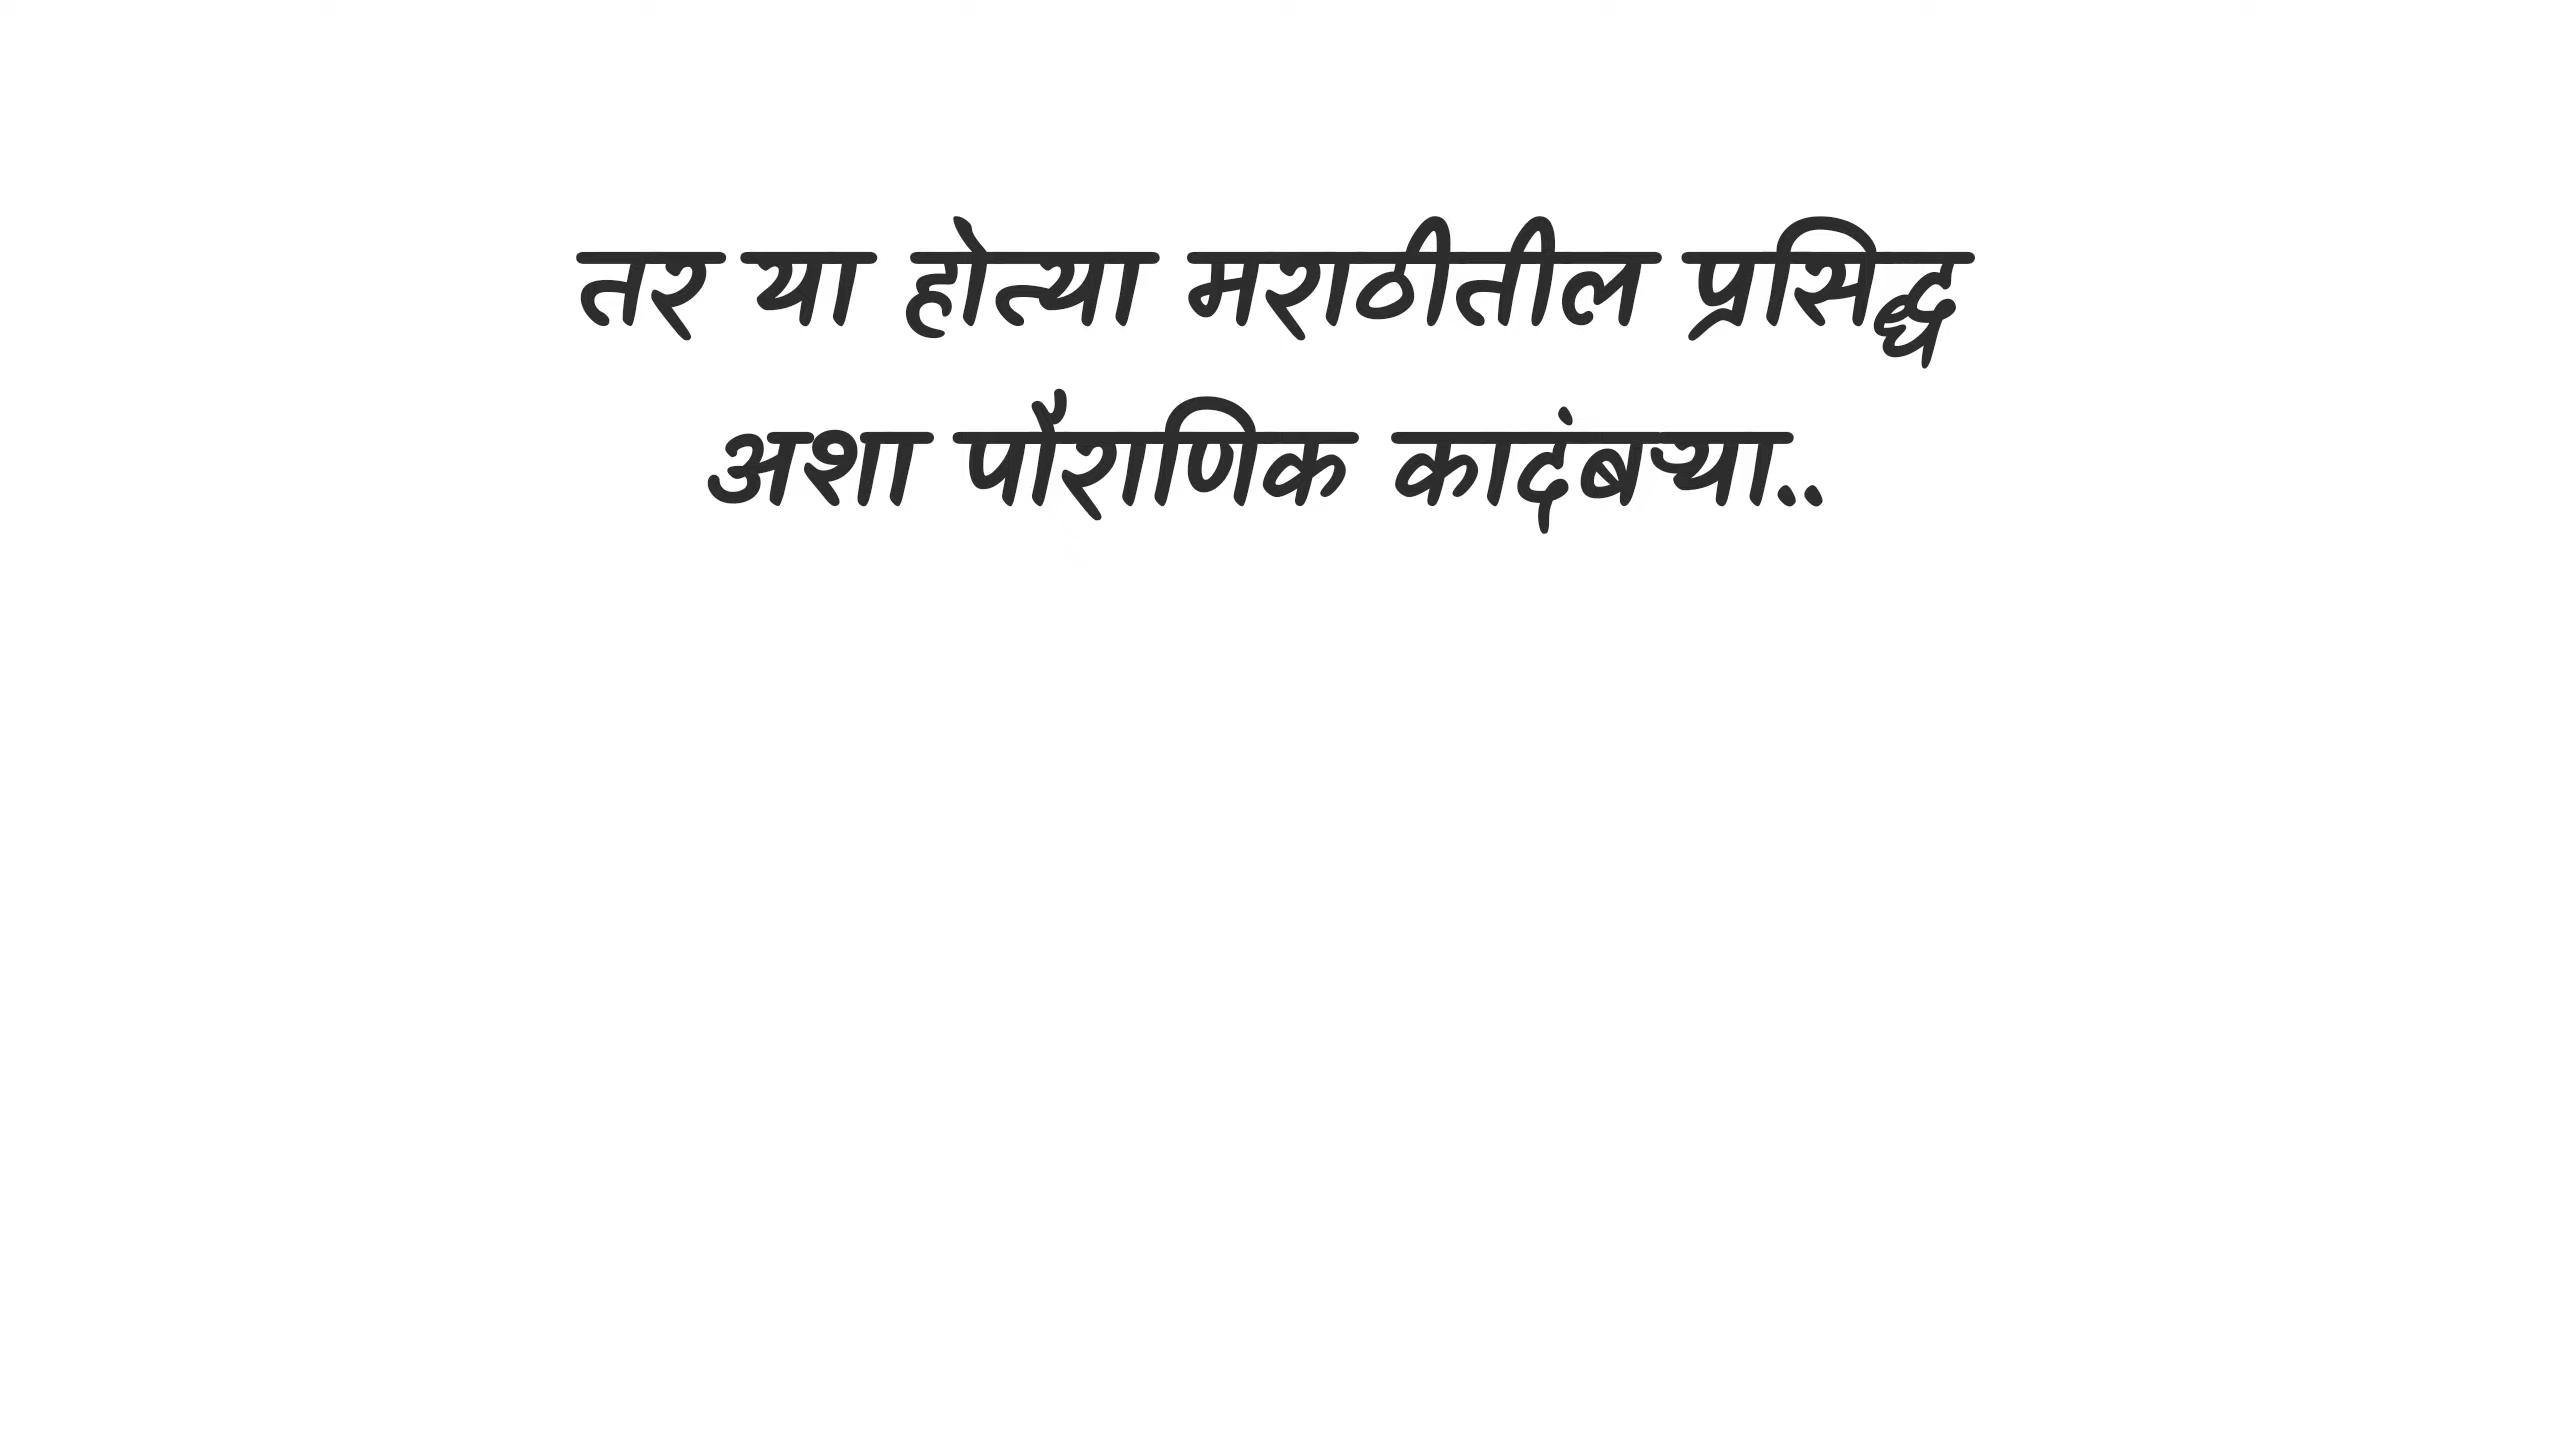 तर या होत्या मराठीतील प्रसिद्ध
अशा पौराणिक कादंबऱ्या..